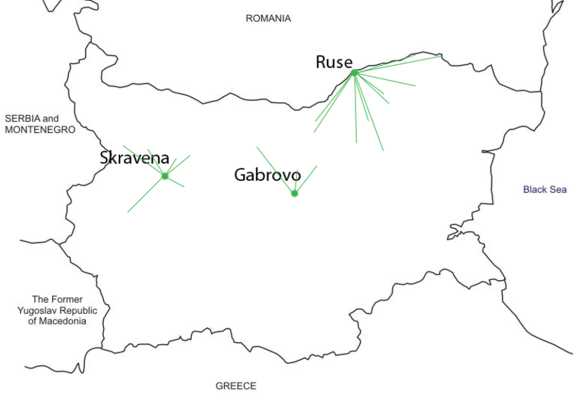 ROMANIA
Ruse
SERBIA and
MONTENEGRO
Skravena
Gabrovo
Black Sea
The Former
Yugoslav Republic
of Macedonia
GREECE